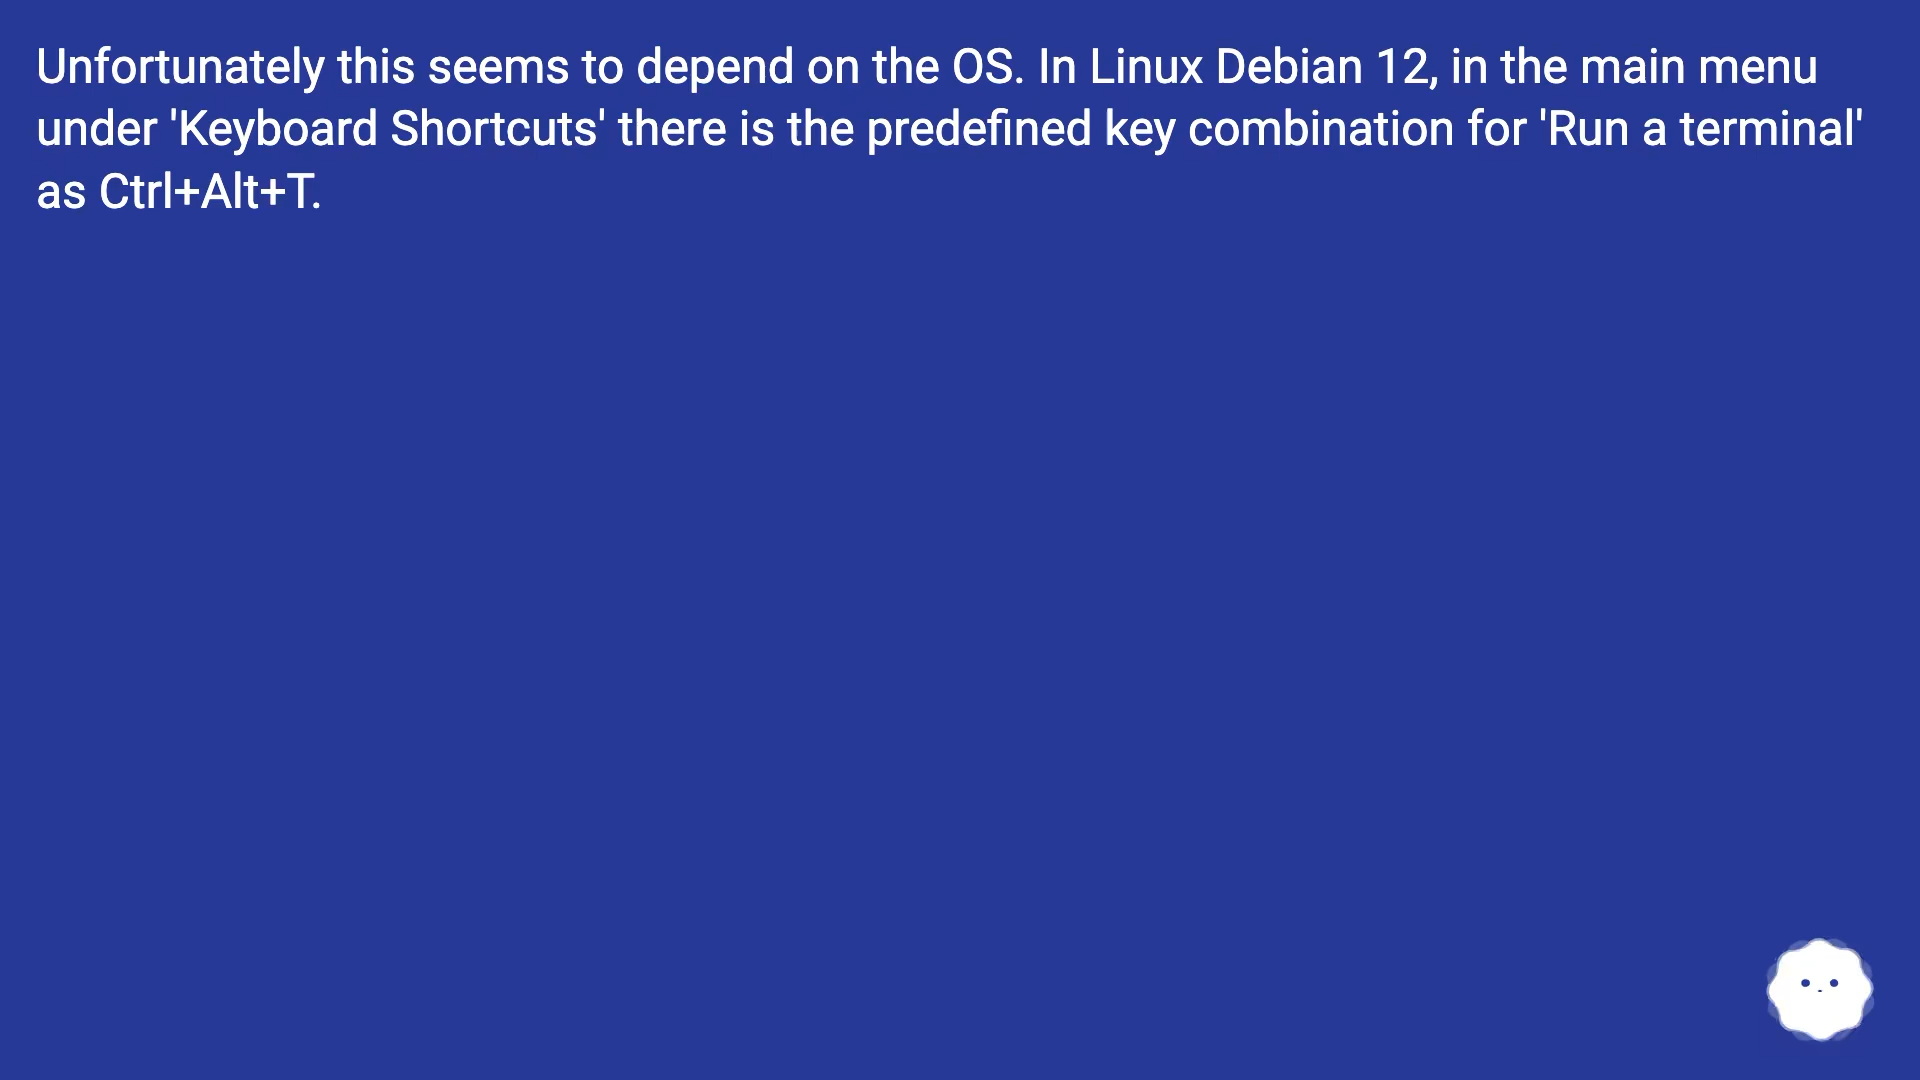 Unfortunately this seems to depend on the OS. In Linux Debian 12, in the main menu
under 'Keyboard Shortcuts' there is the predefined key combination for 'Run a terminal'
as Ctrl+Alt+T.